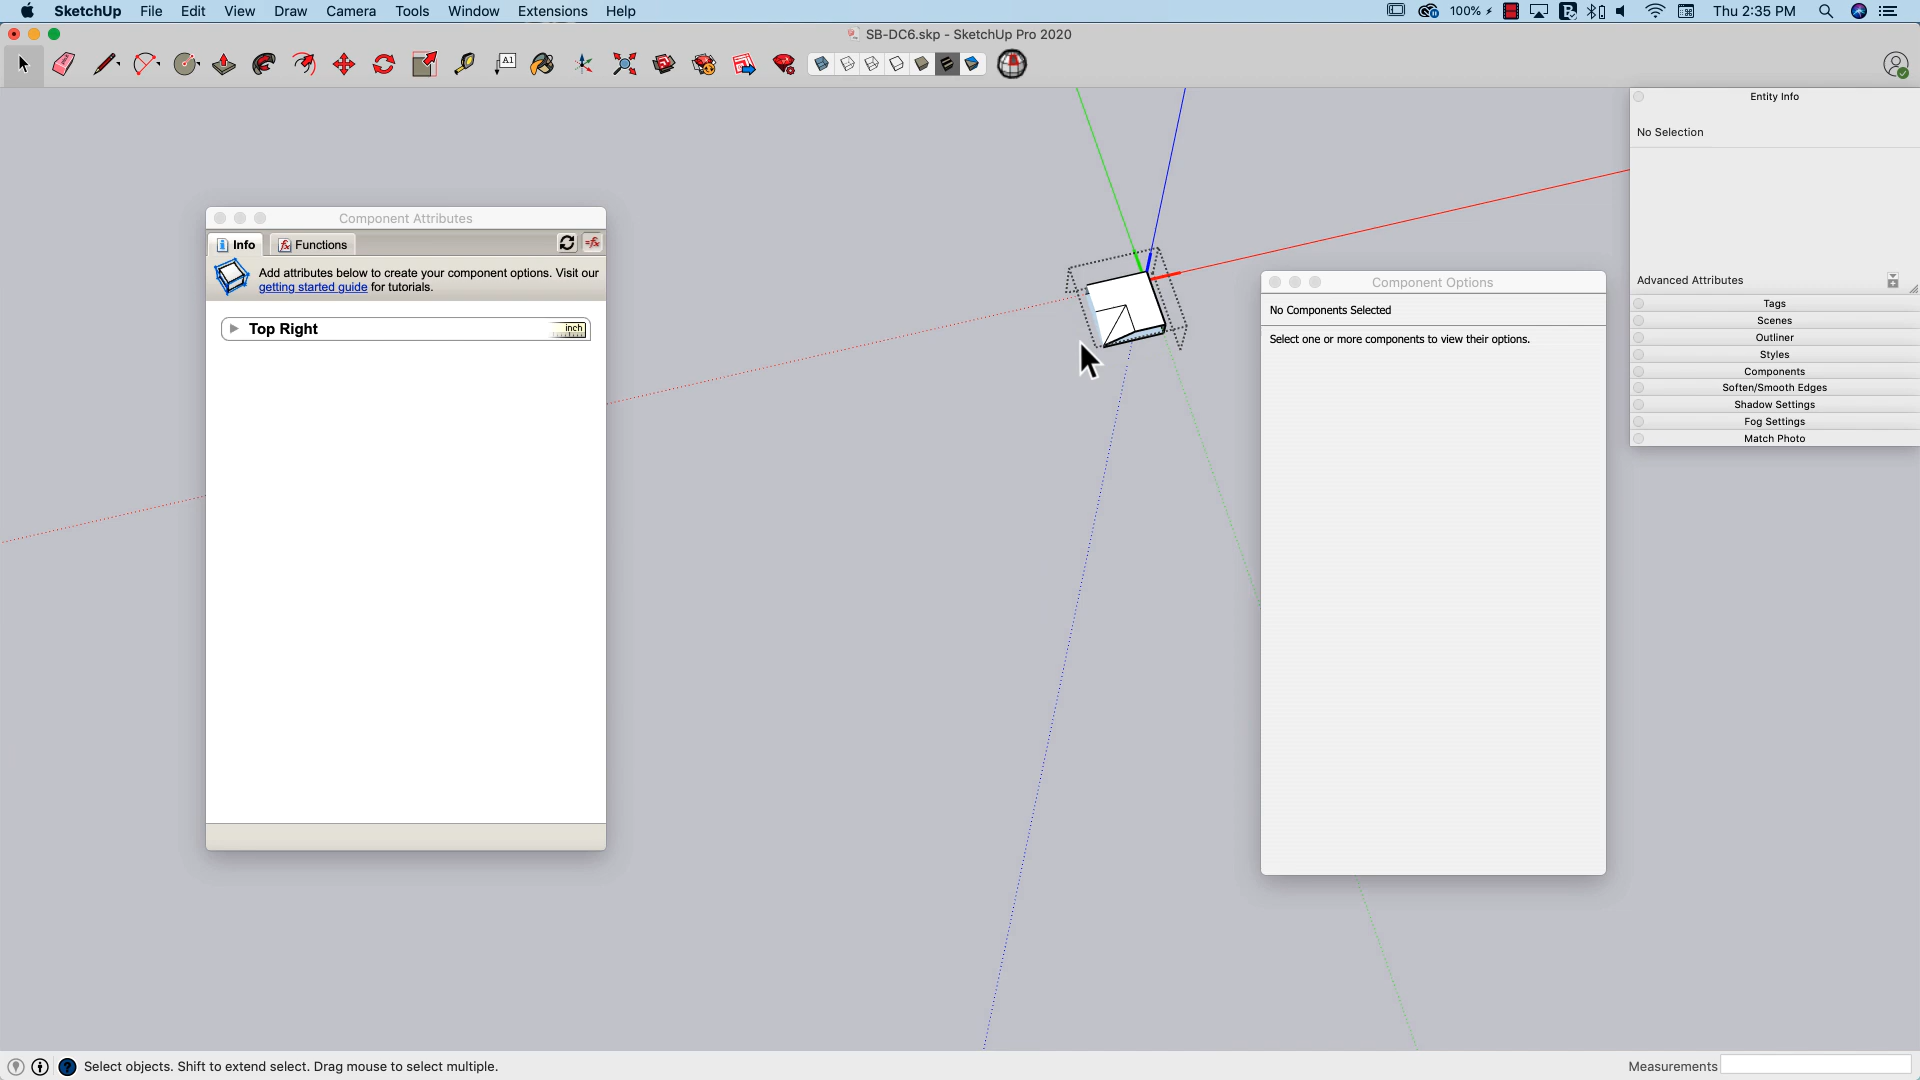 SketchUp File Edit View Draw Camera Tools Window Extensions Help
100% Thu 2:35 PM
SB-DC6.skp - SketchUp Pro 2020
A1
Entity Info
No Selection
Advanced Attributes
Tags
Scenes
Outliner
Styles
Components
Soften/Smooth Edges
Shadow Settings
Fog Settings
Match Photo
Component Attributes
Info Functions
Add attributes below to create your component options. Visit our
getting started guide for tutorials.
Top Right inch
Component Options
No Components Selected
Select one or more components to view their options.
Select objects. Shift to extend select. Drag mouse to select multiple.
Measurements